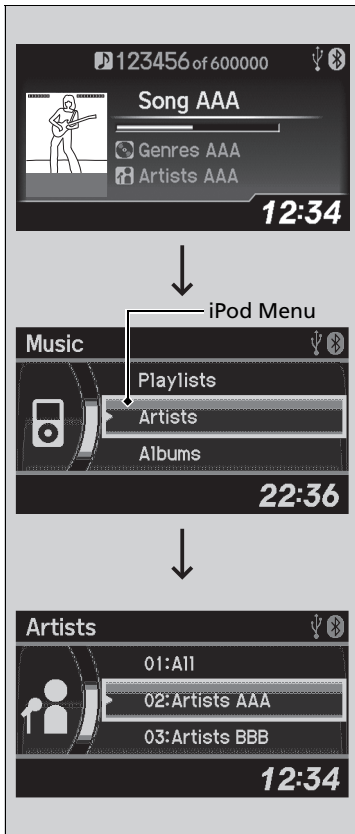 123456 of 600000
Song AAA
Genres AAA
Artists AAA
12:34
iPod Menu
Music
Playlists
Artists
Albums
22:36
Artists
01:All
02:Artists AAA
03:Artists BBB
12:34